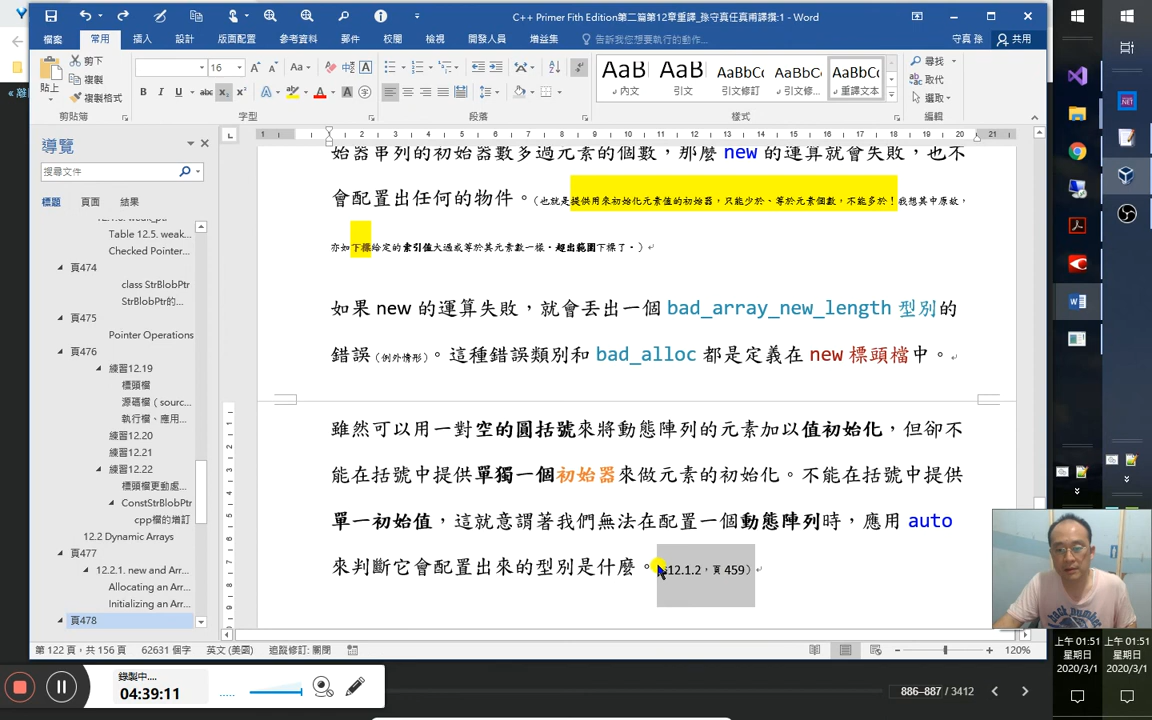 C++ Primer Fith Edition第二篇第12章重譯_孫守真任真甫譯撰:1 - Word
檔案 常用 插入 設計 版面配置 參考資料 郵件 校閱 檢視 開發人員 增益集 告訴我您想要執行的動作... 守真 孫 共用
貼上 剪下 複製 複製格式
16
AaB AaB AaBbCc AaBbCc AaBbCc
內文 引文 引文修訂 引文修... 重譯文本
尋找 取代 選取
剪貼簿 字型 段落 樣式 編輯
導覽
搜尋文件
標題 頁面 結果
Table 12.5. weak...
Checked Pointer...
頁474
class StrBlobPtr
StrBlobPtr的...
頁475
Pointer Operations
頁476
練習12.19
標頭檔
源碼檔（sourc...
執行檔、應用...
練習12.20
練習12.21
練習12.22
標頭檔更動處...
ConstStrBlobPtr
cpp檔的增訂
12.2 Dynamic Arrays
頁477
12.2.1. new and Arr...
Allocating an Arr...
Initializing an Arr...
頁478
始器串列的初始器數多過元素的個數，那麼 new 的運算就會失敗，也不
會配置出任何的物件。（也就是提供用來初始化元素值的初始器，只能少於、等於元素個數，不能多於！我想其中原故，
亦如下標給定的索引值大過或等於其元素數一樣，超出範圍下標了。）
如果 new 的運算失敗，就會丟出一個 bad_array_new_length 型別的
錯誤（例外情形）。這種錯誤類別和 bad_alloc 都是定義在 new 標頭檔中。
雖然可以用一對空的圓括號來將動態陣列的元素加以值初始化，但卻不
能在括號中提供單獨一個初始器來做元素的初始化。不能在括號中提供
單一初始值，這就意謂著我們無法在配置一個動態陣列時，應用 auto
來判斷它會配置出來的型別是什麼。12.1.2，頁 459）
第 122 頁，共 156 頁 62631 個字 英文 (美國) 追蹤修訂: 關閉 120%
錄製中....
04:39:11
886–887 / 3412
上午 01:51
星期日
2020/3/1
上午 01:51
星期日
2020/3/1